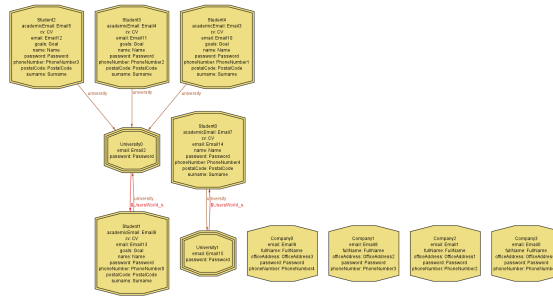 Student2
academicEmail: Email5
cv: CV
email: Email12
goals: Goal
name: Name
password: Password
phoneNumber: PhoneNumber3
postalCode: PostalCode
surname: Surname
Student3
academicEmail: Email4
cv: CV
email: Email11
goals: Goal
name: Name
password: Password
phoneNumber: PhoneNumber2
postalCode: PostalCode
surname: Surname
Student4
academicEmail: Email3
cv: CV
email: Email10
goals: Goal
name: Name
password: Password
phoneNumber: PhoneNumber1
postalCode: PostalCode
surname: Surname
university
university
university
University0
email: Email2
password: Password
Student0
academicEmail: Email7
cv: CV
email: Email14
name: Name
password: Password
phoneNumber: PhoneNumber4
postalCode: PostalCode
surname: Surname
university
university
Student1
academicEmail: Email6
cv: CV
email: Email13
goals: Goal
name: Name
password: Password
phoneNumber: PhoneNumber0
postalCode: PostalCode
surname: Surname
University1
email: Email15
password: Password
Company0
email: Email9
fullName: FullName
officeAddress: OfficeAddress3
password: Password
phoneNumber: PhoneNumber4
Company1
email: Email8
fullName: FullName
officeAddress: OfficeAddress2
password: Password
phoneNumber: PhoneNumber3
Company2
email: Email1
fullName: FullName
officeAddress: OfficeAddress1
password: Password
phoneNumber: PhoneNumber2
Company3
email: Email0
fullName: FullName
officeAddress: OfficeAddress0
password: Password